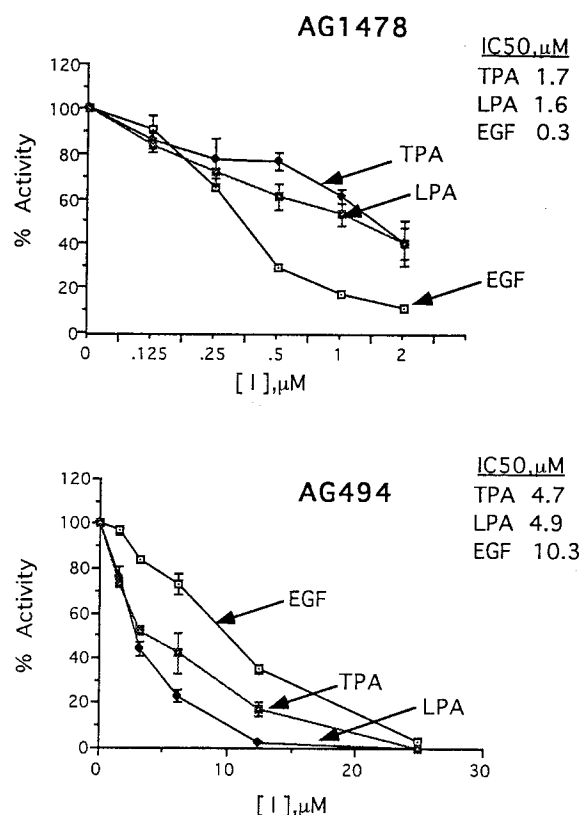 AG1478
IC50,μM
TPA 1.7
LPA 1.6
EGF 0.3
120
100
80
60
40
20
0
% Activity
TPA
LPA
EGF
0 .125 .25 .5 1 2
[ I ],μM
AG494
IC50,μM
TPA 4.7
LPA 4.9
EGF 10.3
120
100
80
60
40
20
0
% Activity
EGF
TPA
LPA
0 10 20 30
[ I ],μM